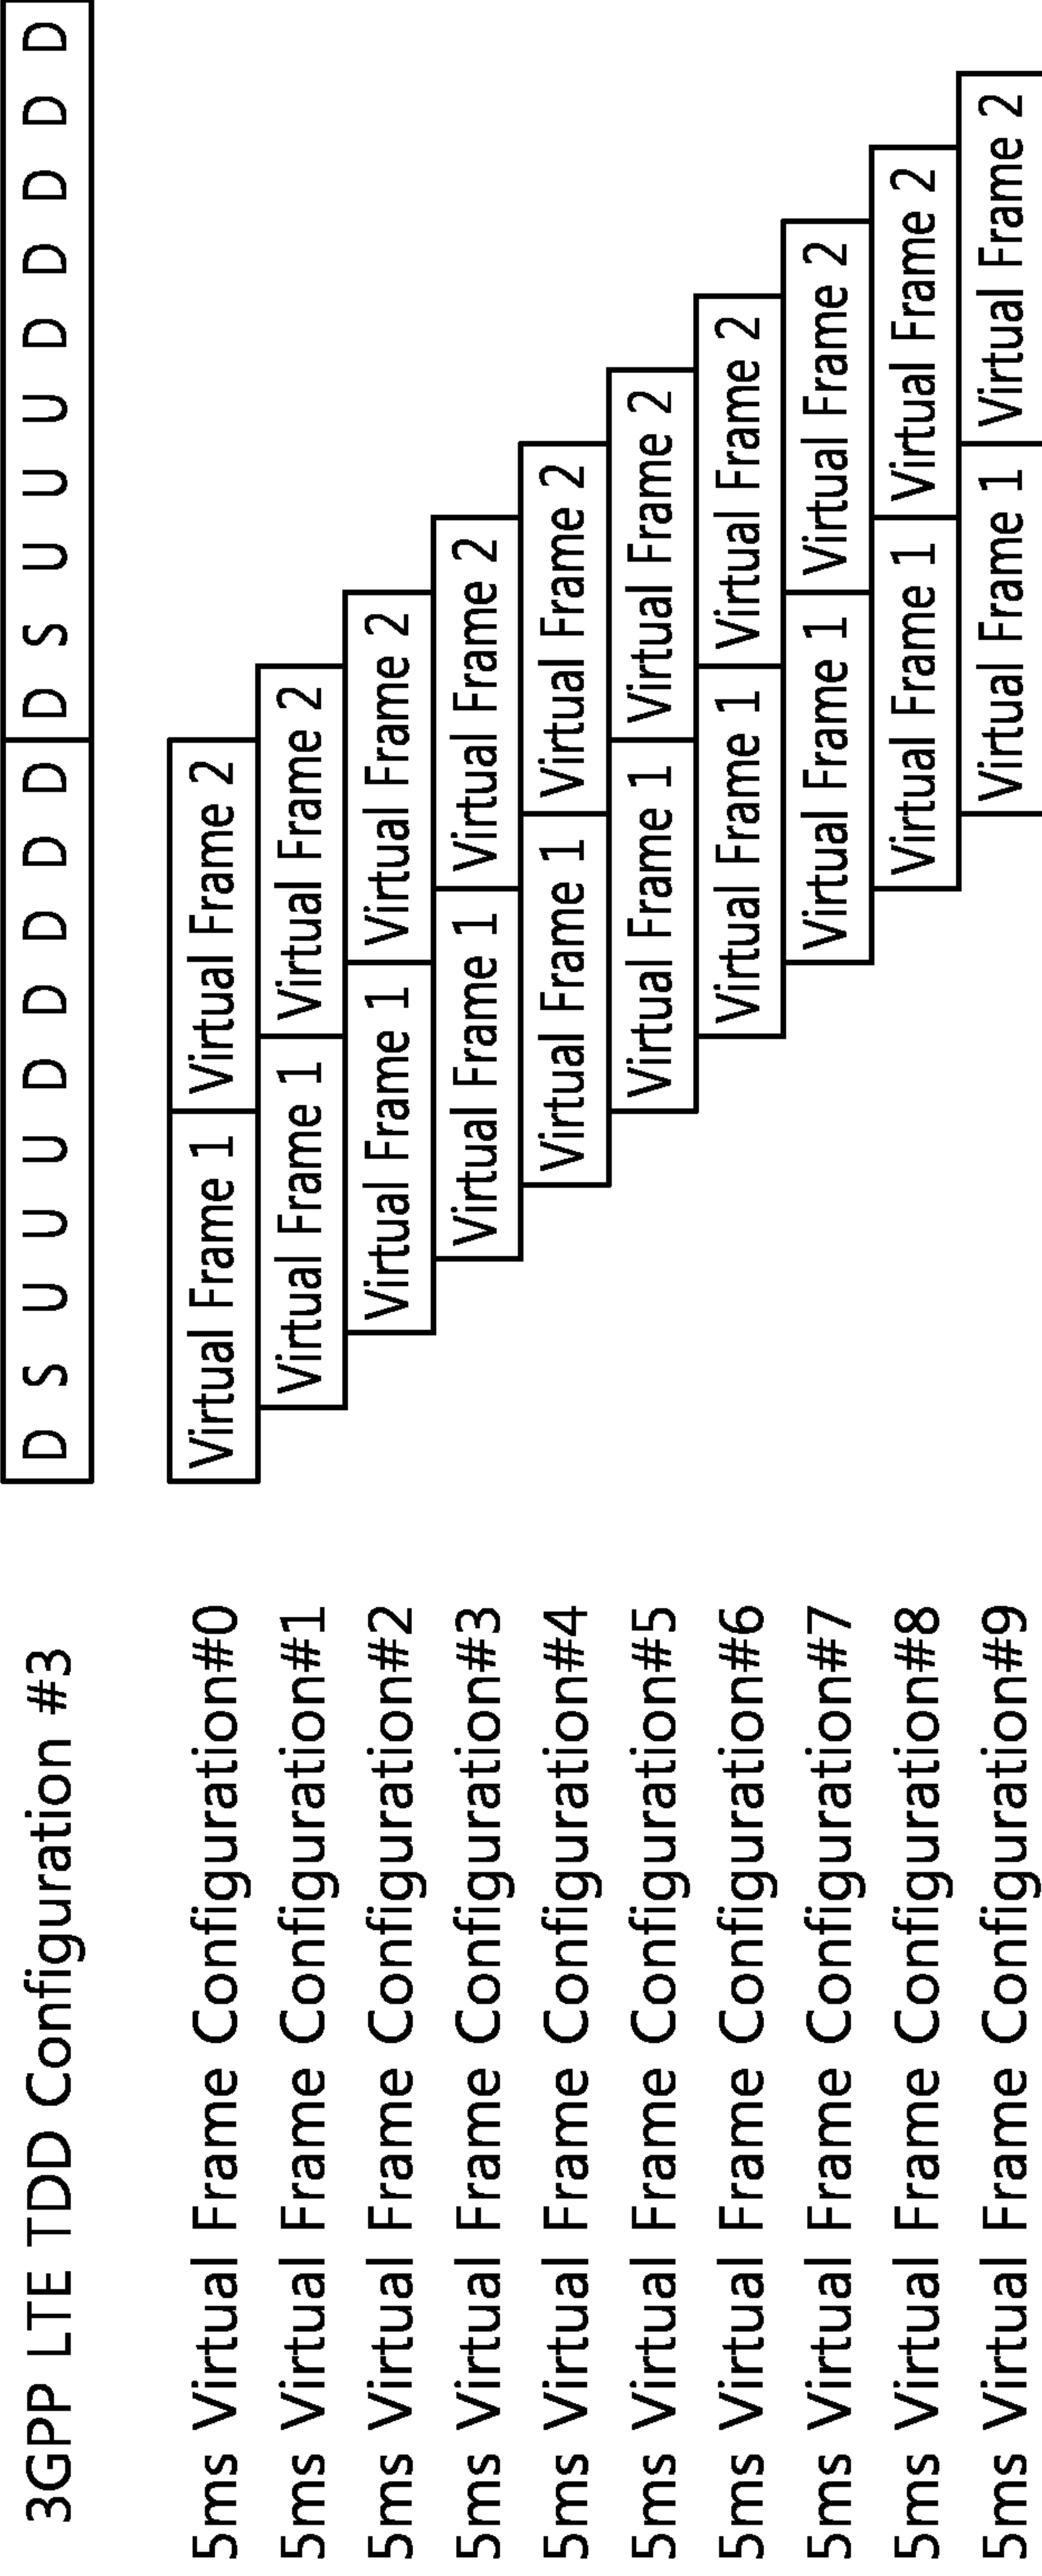 3GPP LTE TDD Configuration #3 D S U U U D D D D D D S U U U D D D D D
5ms Virtual Frame Configuration#0 Virtual Frame 1 Virtual Frame 2
5ms Virtual Frame Configuration#1 Virtual Frame 1 Virtual Frame 2
5ms Virtual Frame Configuration#2 Virtual Frame 1 Virtual Frame 2
5ms Virtual Frame Configuration#3 Virtual Frame 1 Virtual Frame 2
5ms Virtual Frame Configuration#4 Virtual Frame 1 Virtual Frame 2
5ms Virtual Frame Configuration#5 Virtual Frame 1 Virtual Frame 2
5ms Virtual Frame Configuration#6 Virtual Frame 1 Virtual Frame 2
5ms Virtual Frame Configuration#7 Virtual Frame 1 Virtual Frame 2
5ms Virtual Frame Configuration#8 Virtual Frame 1 Virtual Frame 2
5ms Virtual Frame Configuration#9 Virtual Frame 1 Virtual Frame 2